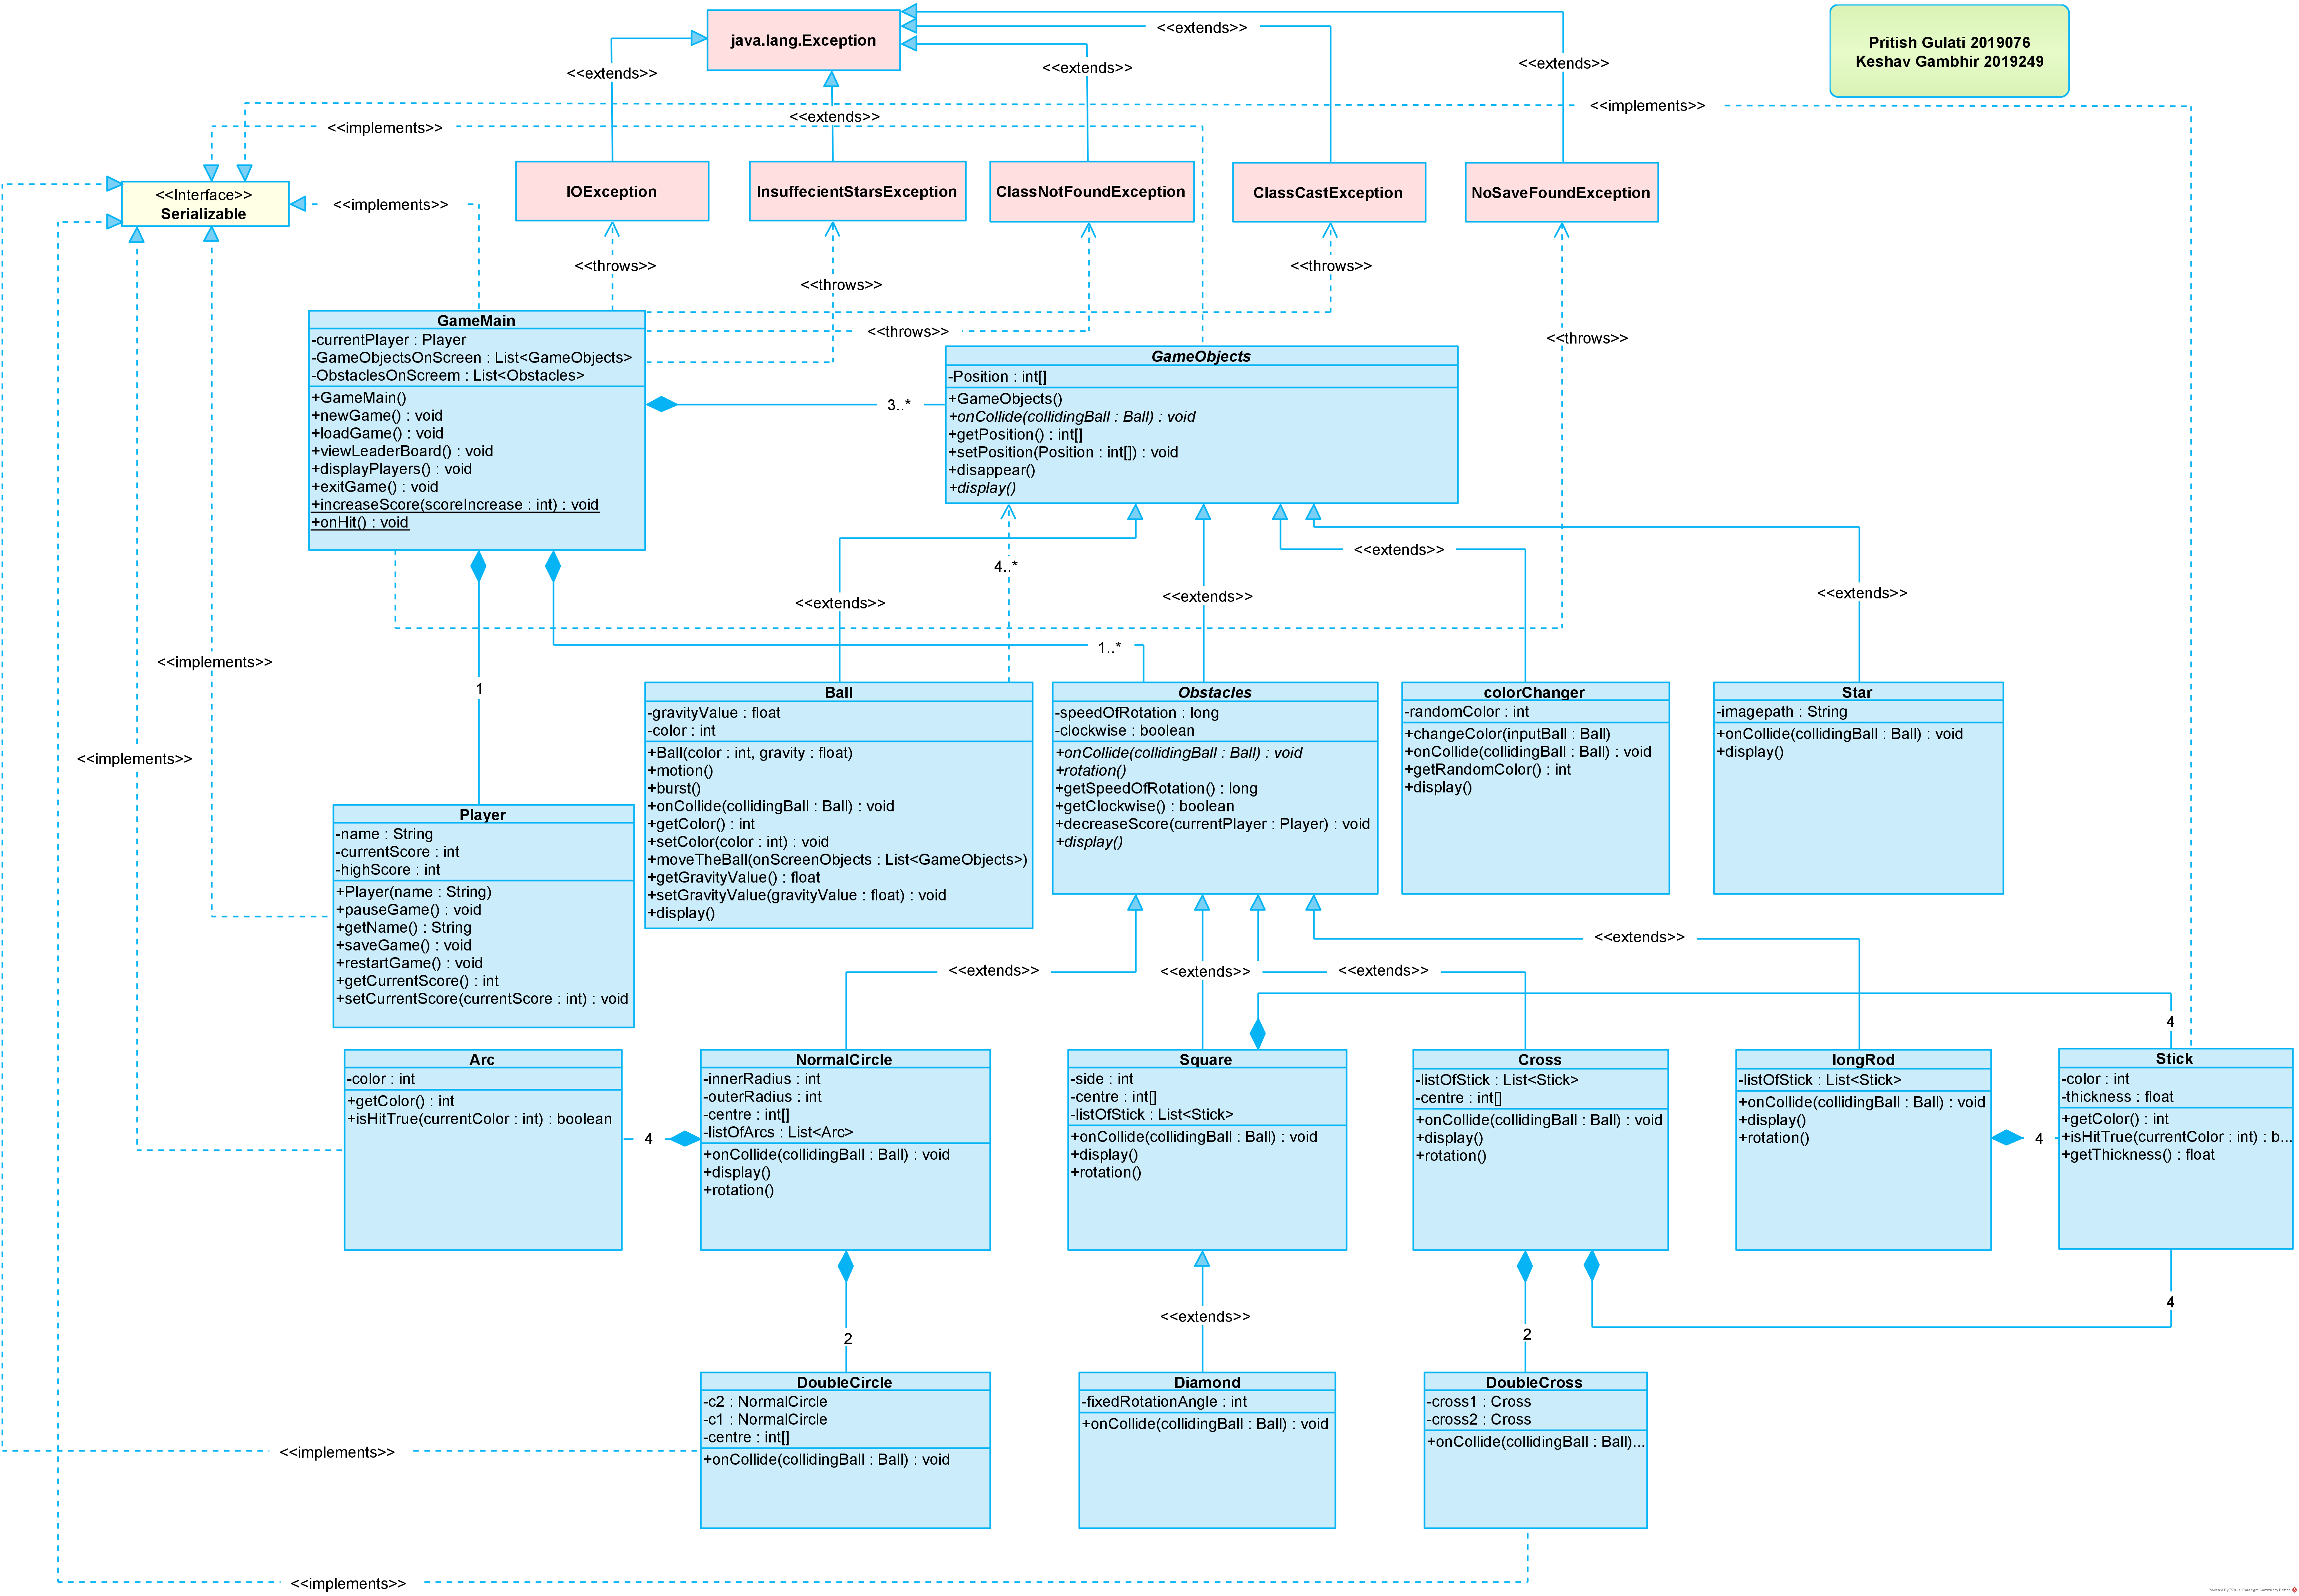 java.lang.Exception
Pritish Gulati 2019076
Keshav Gambhir 2019249
<<extends>>
<<extends>>
<<extends>>
<<extends>>
<<extends>>
<<implements>>
<<implements>>
IOException
InsuffecientStarsException
ClassNotFoundException
ClassCastException
NoSaveFoundException
<<Interface>>
Serializable
<<implements>>
<<throws>>
<<throws>>
<<throws>>
<<throws>>
<<throws>>
GameMain
-currentPlayer : Player
-GameObjectsOnScreen : List<GameObjects>
-ObstaclesOnScreem : List<Obstacles>
+GameMain()
+newGame() : void
+loadGame() : void
+viewLeaderBoard() : void
+displayPlayers() : void
+exitGame() : void
+increaseScore(scoreIncrease : int) : void
+onHit() : void
3..*
GameObjects
-Position : int[]
+GameObjects()
+onCollide(collidingBall : Ball) : void
+getPosition() : int[]
+setPosition(Position : int[]) : void
+disappear()
+display()
<<extends>>
4..*
<<extends>>
<<extends>>
<<extends>>
1..*
<<implements>>
1
<<implements>>
Ball
-gravityValue : float
-color : int
+Ball(color : int, gravity : float)
+motion()
+burst()
+onCollide(collidingBall : Ball) : void
+getColor() : int
+setColor(color : int) : void
+moveTheBall(onScreenObjects : List<GameObjects>)
+getGravityValue() : float
+setGravityValue(gravityValue : float) : void
+display()
Obstacles
-speedOfRotation : long
-clockwise : boolean
+onCollide(collidingBall : Ball) : void
+rotation()
+getSpeedOfRotation() : long
+getClockwise() : boolean
+decreaseScore(currentPlayer : Player) : void
+display()
colorChanger
-randomColor : int
+changeColor(inputBall : Ball)
+onCollide(collidingBall : Ball) : void
+getRandomColor() : int
+display()
Star
-imagepath : String
+onCollide(collidingBall : Ball) : void
+display()
Player
-name : String
-currentScore : int
-highScore : int
+Player(name : String)
+pauseGame() : void
+getName() : String
+saveGame() : void
+restartGame() : void
+getCurrentScore() : int
+setCurrentScore(currentScore : int) : void
<<extends>>
<<extends>>
<<extends>>
<<extends>>
4
Arc
-color : int
+getColor() : int
+isHitTrue(currentColor : int) : boolean
4
NormalCircle
-innerRadius : int
-outerRadius : int
-centre : int[]
-listOfArcs : List<Arc>
+onCollide(collidingBall : Ball) : void
+display()
+rotation()
Square
-side : int
-centre : int[]
-listOfStick : List<Stick>
+onCollide(collidingBall : Ball) : void
+display()
+rotation()
Cross
-listOfStick : List<Stick>
-centre : int[]
+onCollide(collidingBall : Ball) : void
+display()
+rotation()
longRod
-listOfStick : List<Stick>
+onCollide(collidingBall : Ball) : void
+display()
+rotation()
4
Stick
-color : int
-thickness : float
+getColor() : int
+isHitTrue(currentColor : int) : b...
+getThickness() : float
2
<<extends>>
2
4
DoubleCircle
-c2 : NormalCircle
-c1 : NormalCircle
-centre : int[]
+onCollide(collidingBall : Ball) : void
Diamond
-fixedRotationAngle : int
+onCollide(collidingBall : Ball) : void
DoubleCross
-cross1 : Cross
-cross2 : Cross
+onCollide(collidingBall : Ball)...
<<implements>>
<<implements>>
Powered By Visual Paradigm Community Edition